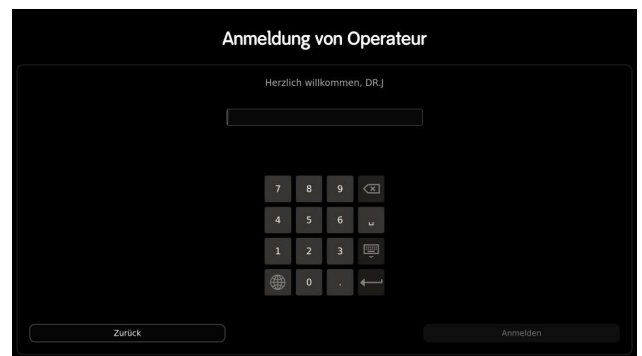 Anmeldung von Operateur
Herzlich willkommen, DR.J
7 8 9
4 5 6
1 2 3
0 .
Zurück Anmelden